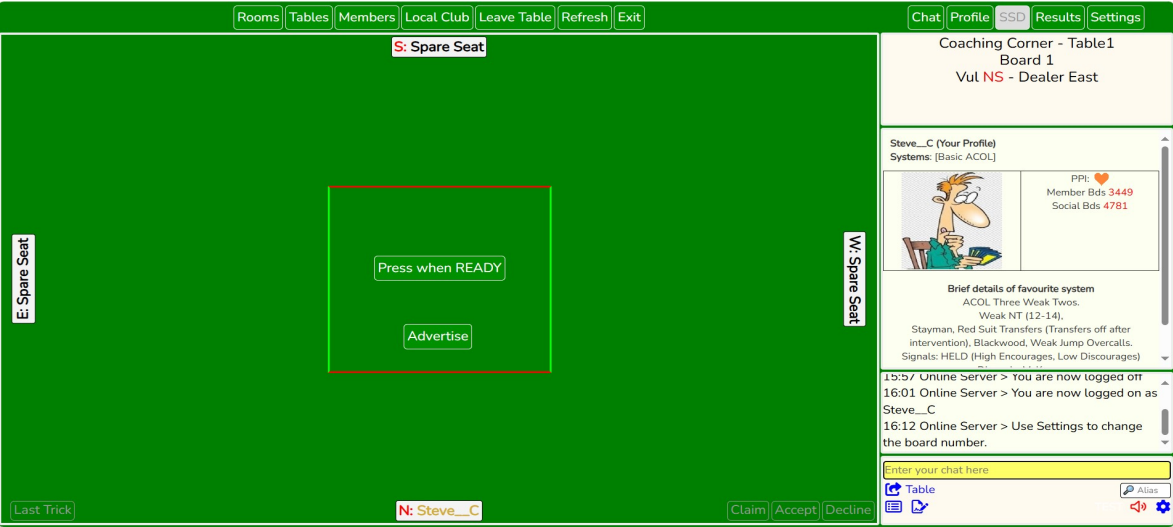 Rooms Tables Members Local Club Leave Table Refresh Exit
Chat Profile SSD Results Settings
S: Spare Seat
E: Spare Seat
W: Spare Seat
Press when READY
Advertise
Last Trick
N: Steve__C
Claim Accept Decline
Coaching Corner - Table1
Board 1
Vul NS - Dealer East
Steve__C (Your Profile)
Systems: [Basic ACOL]
PPI:
Member Bds 3449
Social Bds 4781
Brief details of favourite system
ACOL Three Weak Twos.
Weak NT (12-14),
Stayman, Red Suit Transfers (Transfers off after
intervention), Blackwood, Weak Jump Overcalls.
Signals: HELD (High Encourages, Low Discourages)
15:57 Online Server > You are now logged off
16:01 Online Server > You are now logged on as
Steve__C
16:12 Online Server > Use Settings to change
the board number.
Enter your chat here
Table
Alias